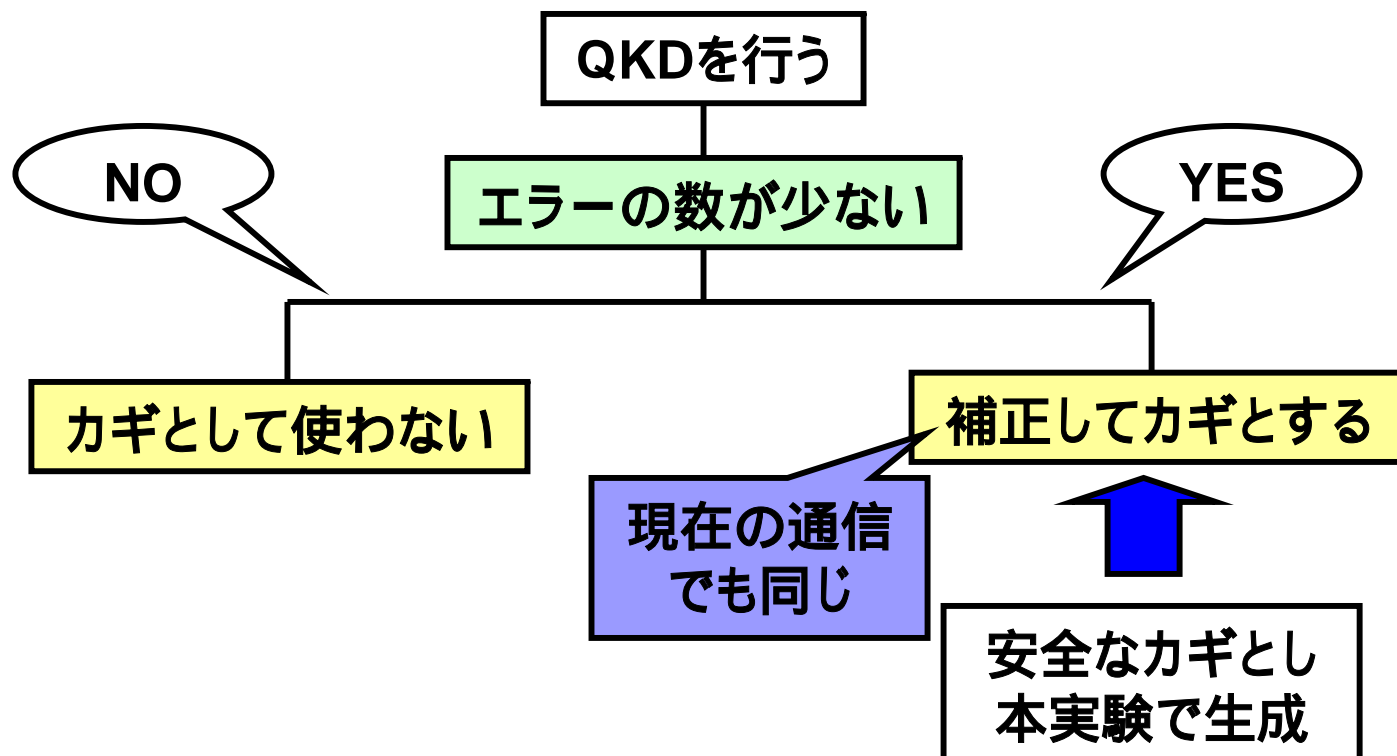 QKDを行う
NO
エラーの数が少ない
YES
カギとして使わない
補正してカギとする
現在の通信
でも同じ
安全なカギとし
本実験で生成